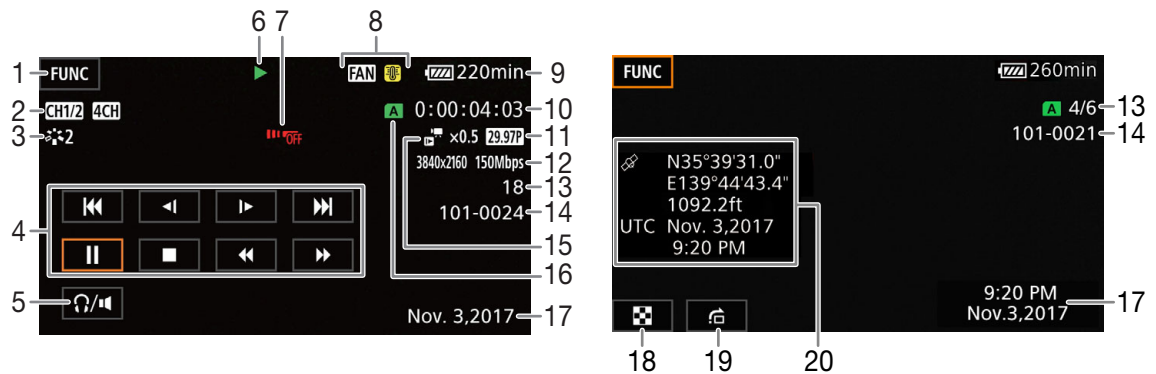 6 7 8
1 FUNC FAN 220min 9
2 CH1/2 4CH A 0:00:04:03 10
3 2 OFF ×0.5 29.97P 11
3840x2160 150Mbps 12
18 13
4 101-0024 14
15
16
5
Nov. 3,2017 17
FUNC 260min
A 4/6 13
101-0021 14
N35°39'31.0"
E139°44'43.4"
1092.2ft
UTC Nov. 3,2017
9:20 PM
9:20 PM
Nov.3,2017 17
18 19 20